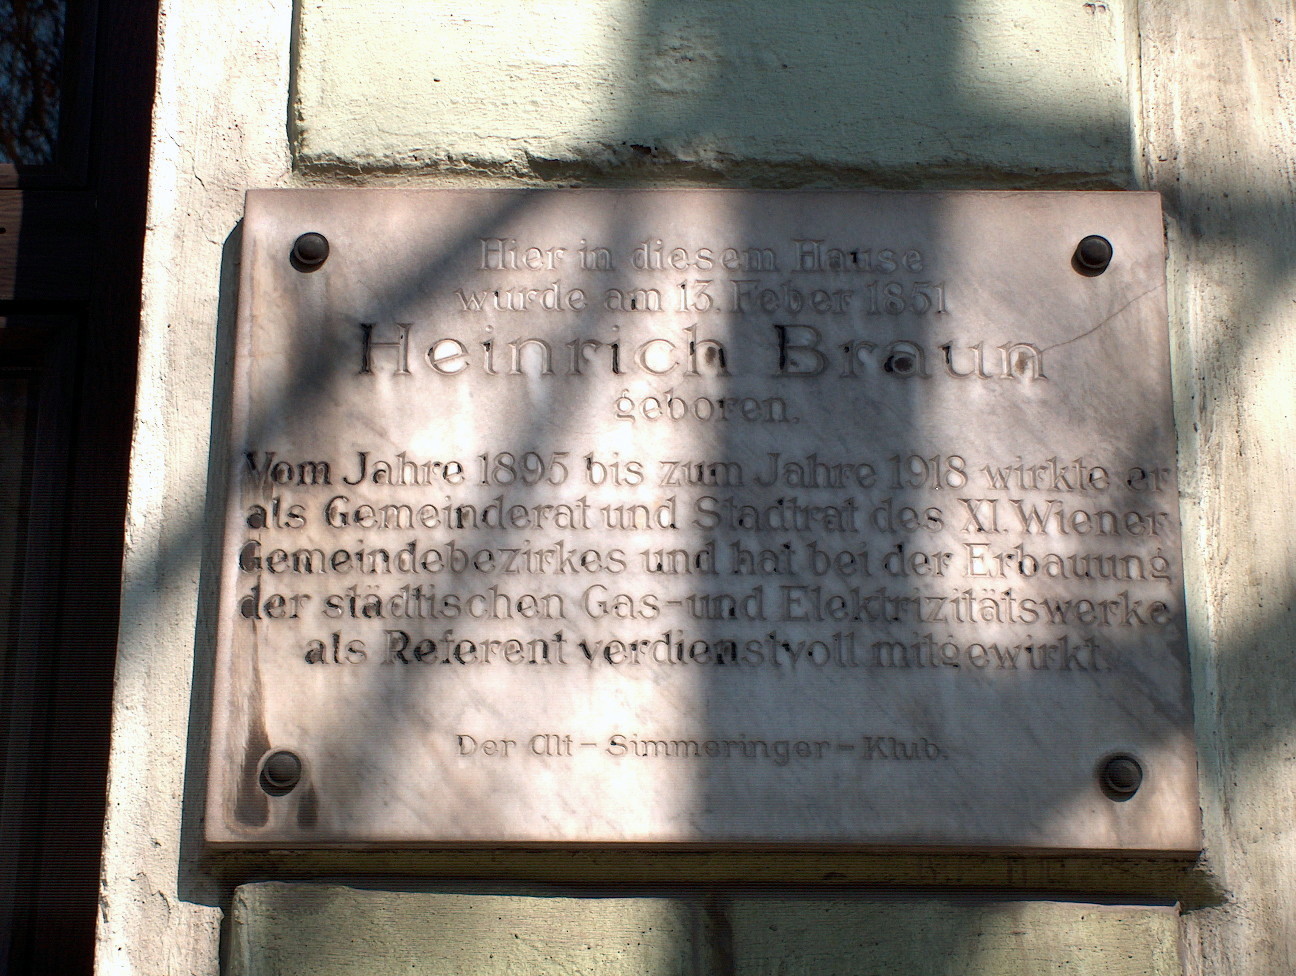 Hier in diesem Hause
wurde am 13. Feber 1851
Heinrich Braun
geboren.
Vom Jahre 1895 bis zum Jahre 1918 wirkte er
als Gemeinderat und Stadtrat des XI. Wiener
Gemeindebezirkes und hat bei der Erbauung
der städtischen Gas- und Elektrizitätswerke
als Referent verdienstvoll mitgewirkt.
Der Alt-Simmeringer-Klub.